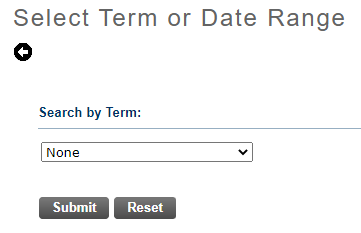 Select Term or Date Range
Search by Term:
None
Submit Reset